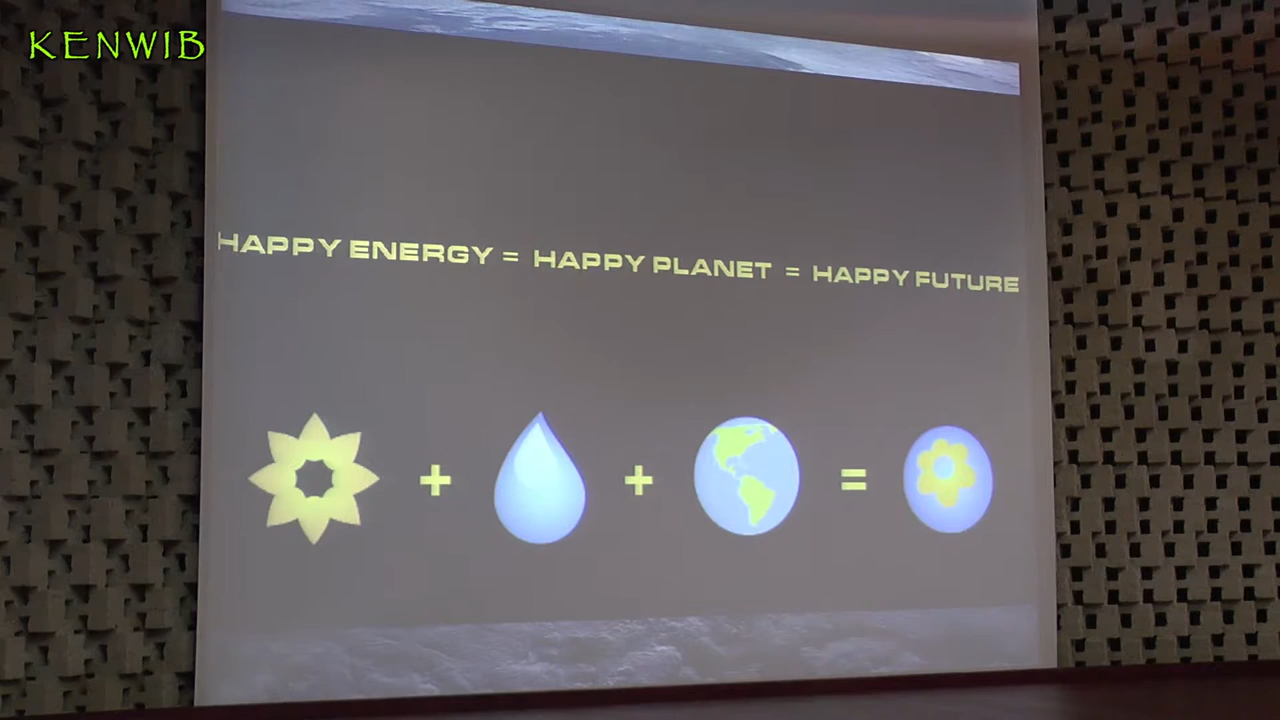 KENWIB
HAPPY ENERGY = HAPPY PLANET = HAPPY FUTURE
+ + =